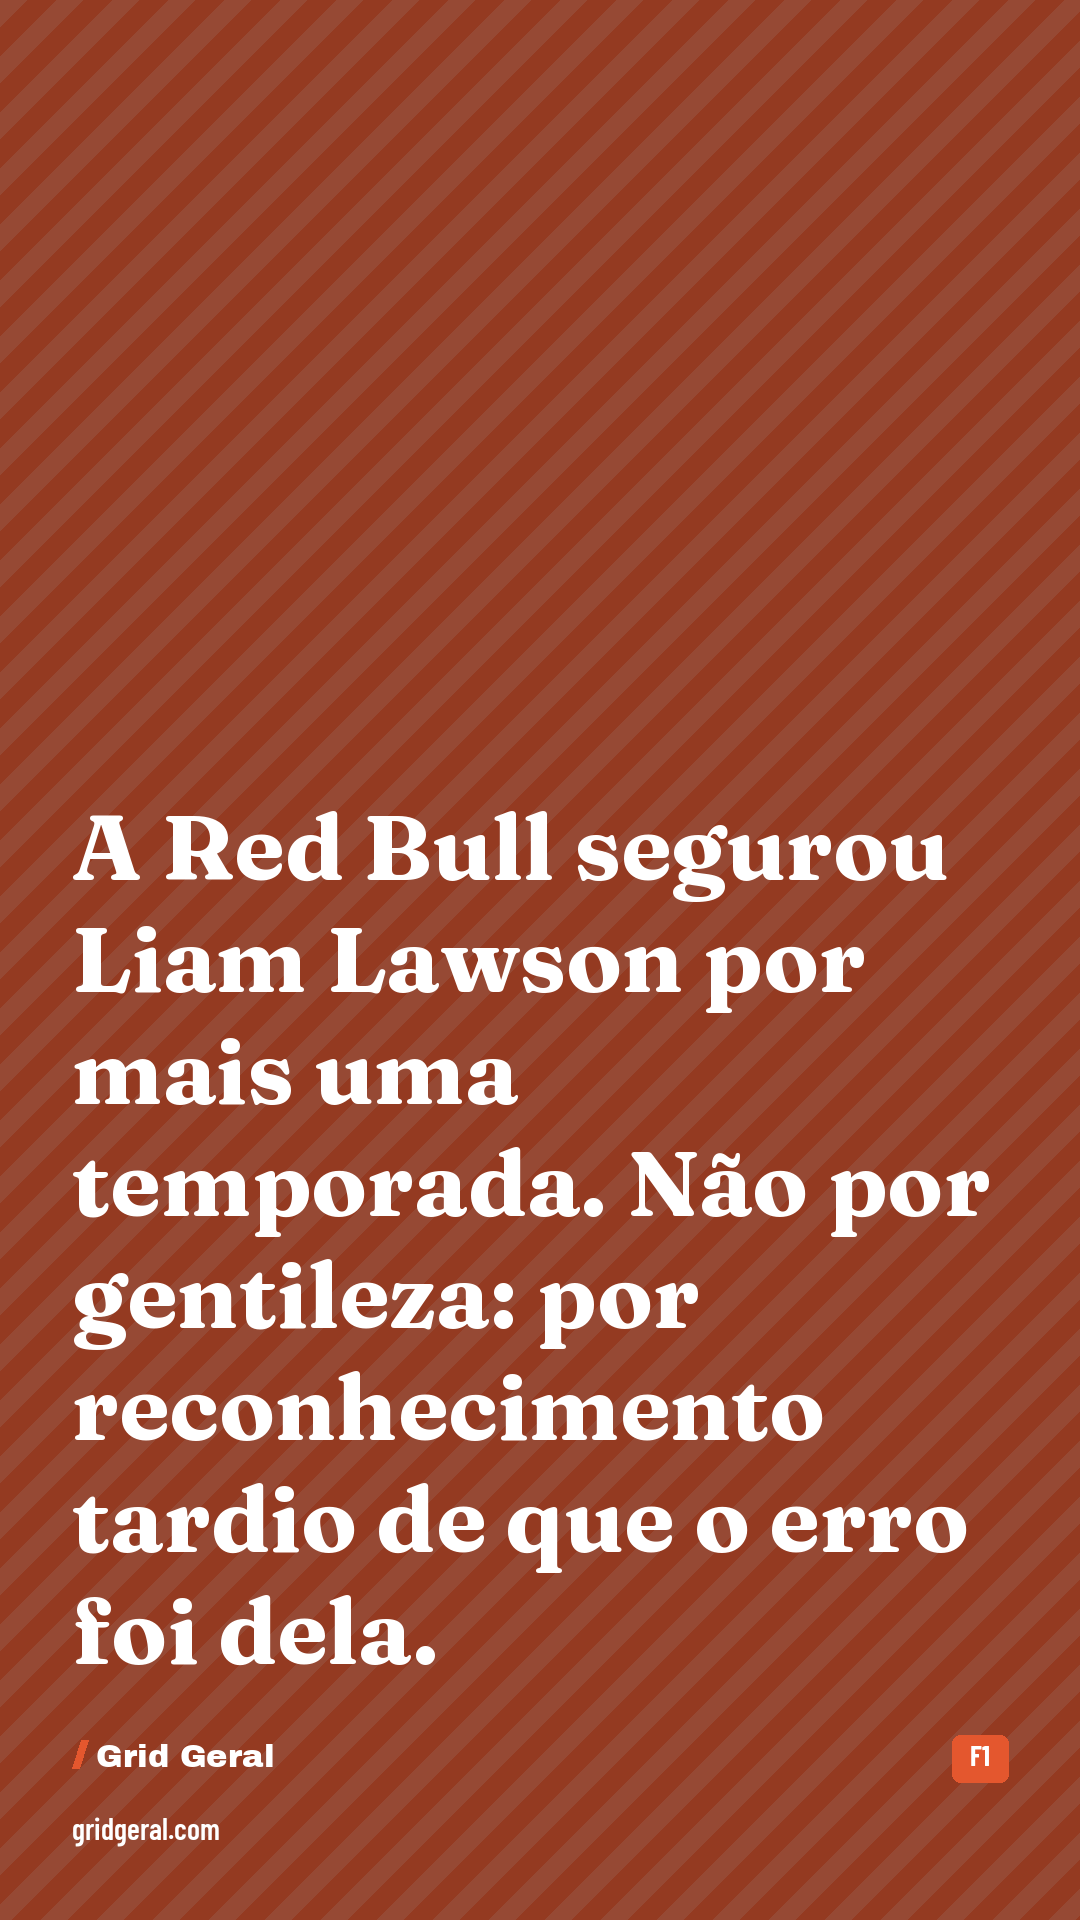 A Red Bull segurou
Liam Lawson por
mais uma
temporada. Não por
gentileza: por
reconhecimento
tardio de que o erro
foi dela.
/ Grid Geral
F1
gridgeral.com